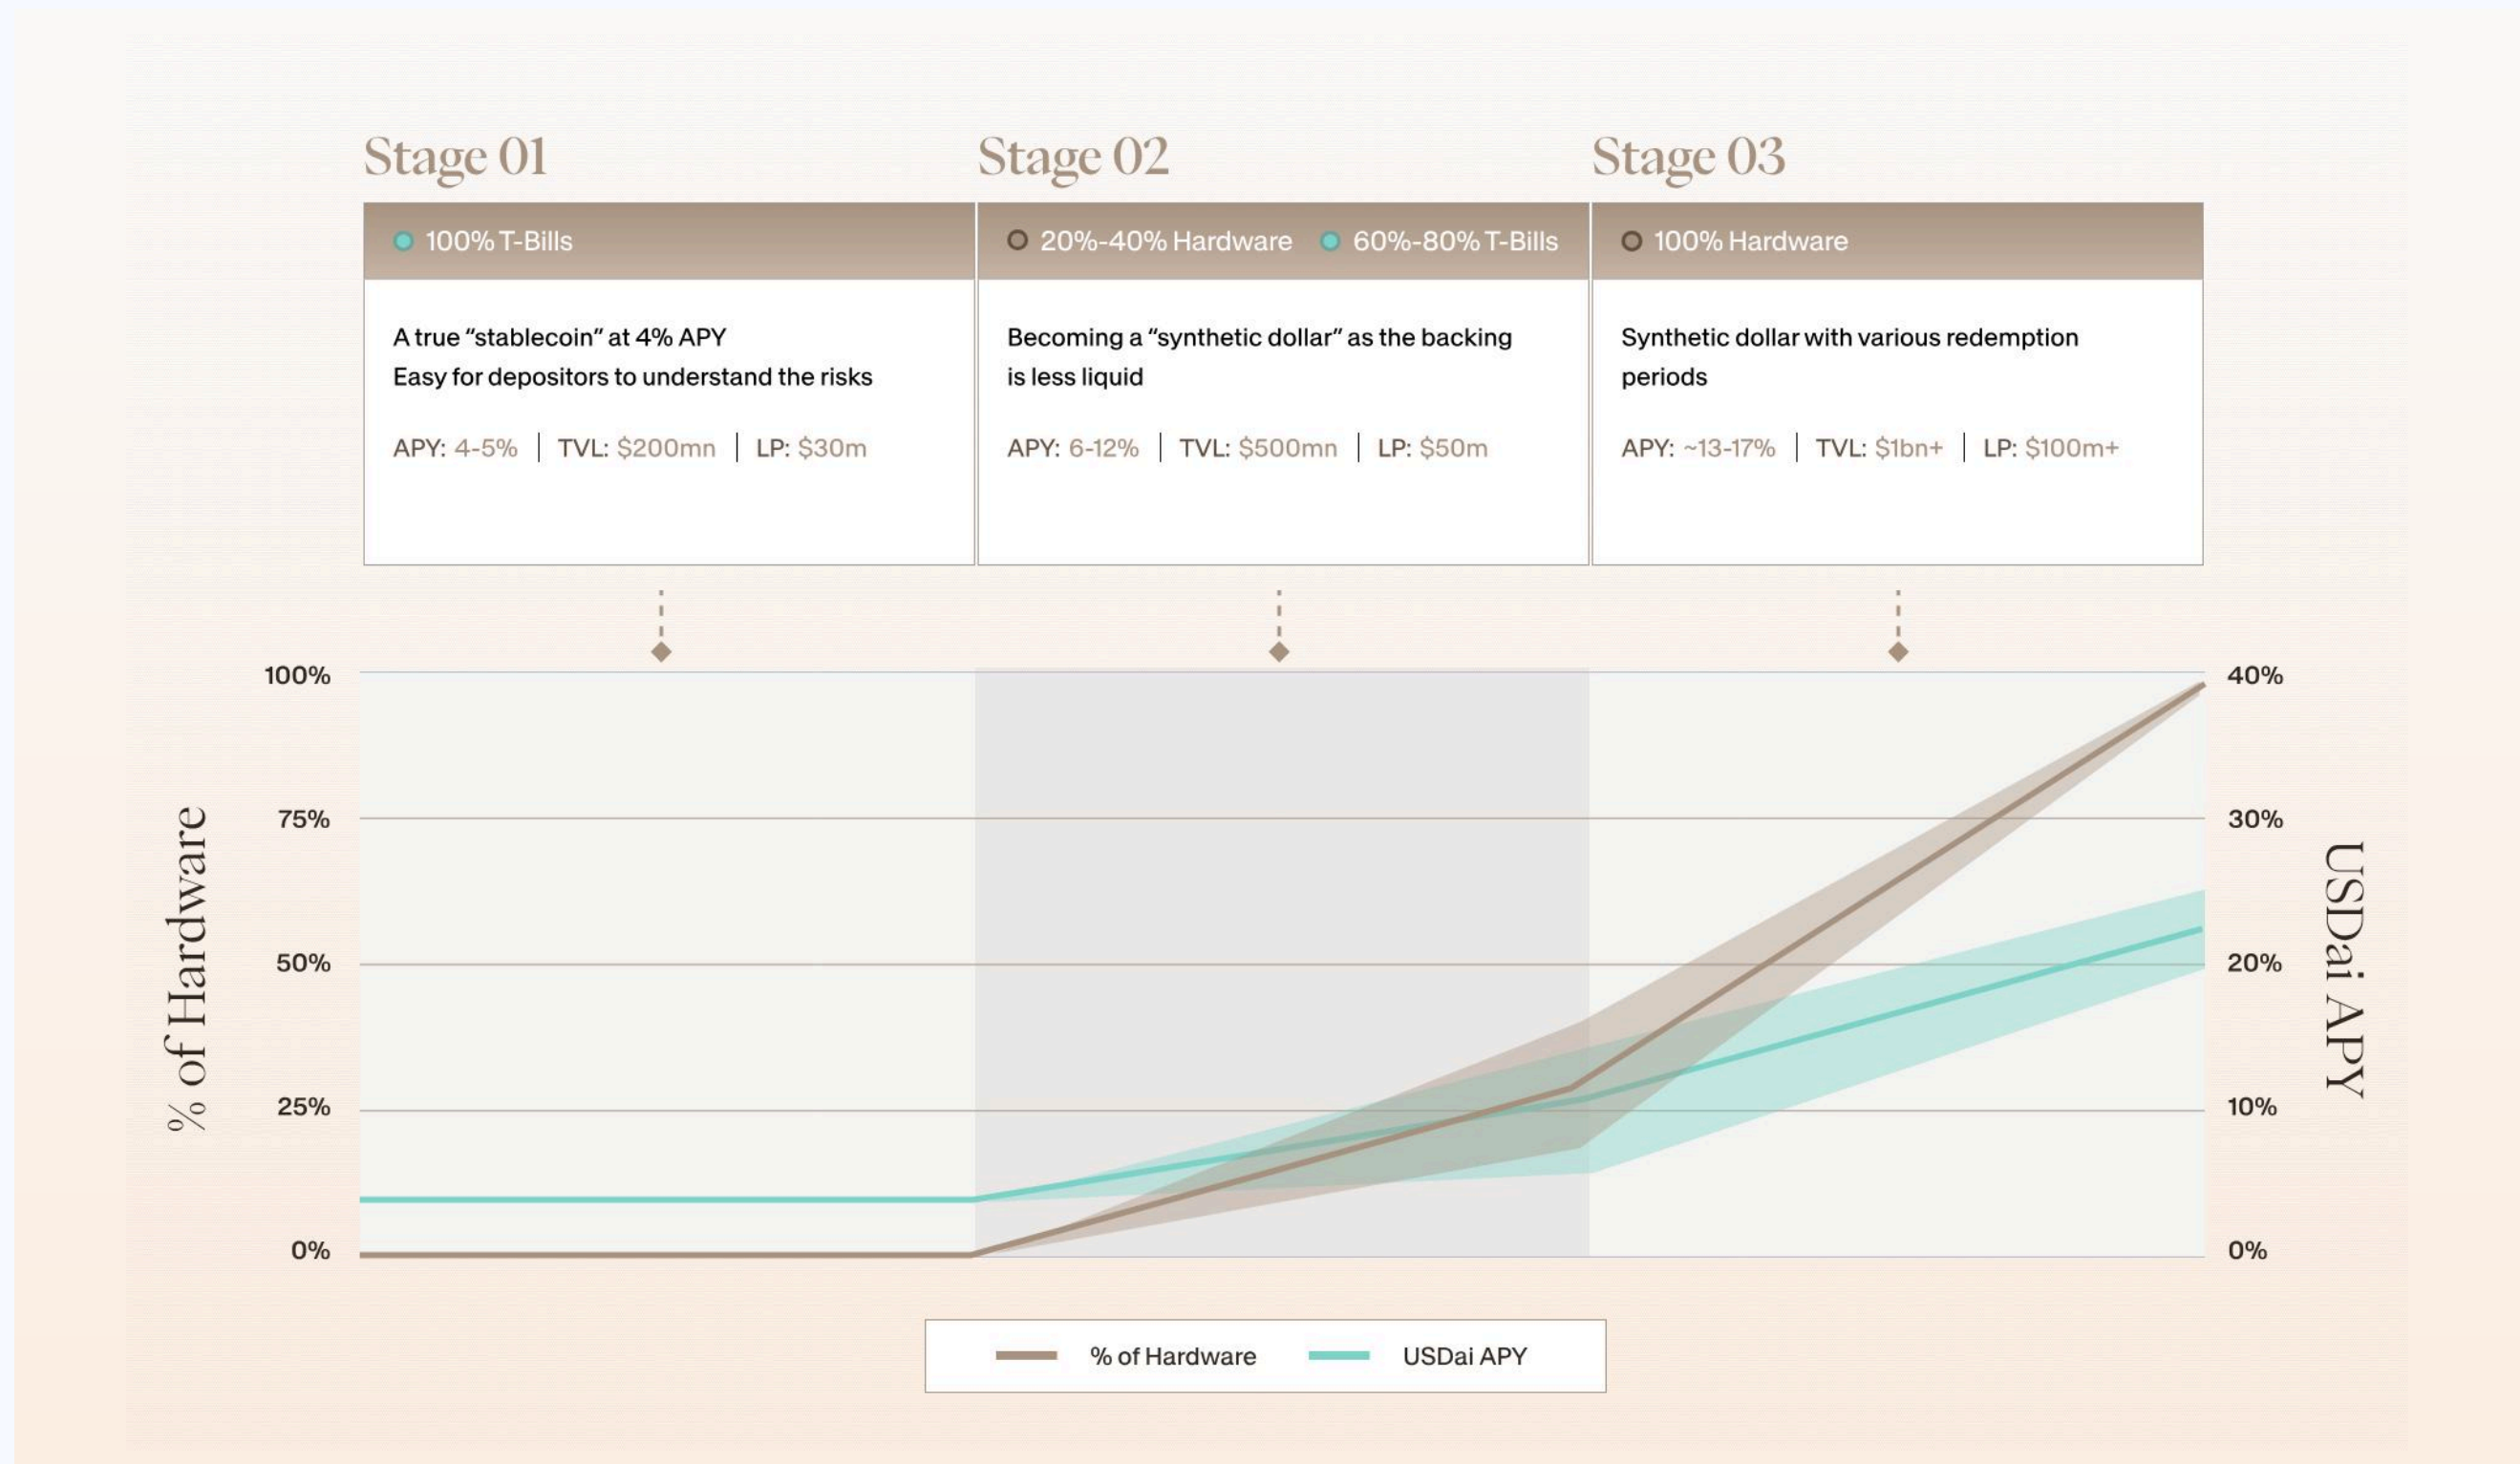 Stage 01
100% T-Bills
A true “stablecoin” at 4% APY
Easy for depositors to understand the risks
APY: 4-5% | TVL: $200mn | LP: $30m
Stage 02
20%-40% Hardware 60%-80% T-Bills
Becoming a “synthetic dollar” as the backing
is less liquid
APY: 6-12% | TVL: $500mn | LP: $50m
Stage 03
100% Hardware
Synthetic dollar with various redemption
periods
APY: ~13-17% | TVL: $1bn+ | LP: $100m+
% of Hardware
100%
75%
50%
25%
0%
40%
30%
20%
10%
0%
USDai APY
% of Hardware USDai APY